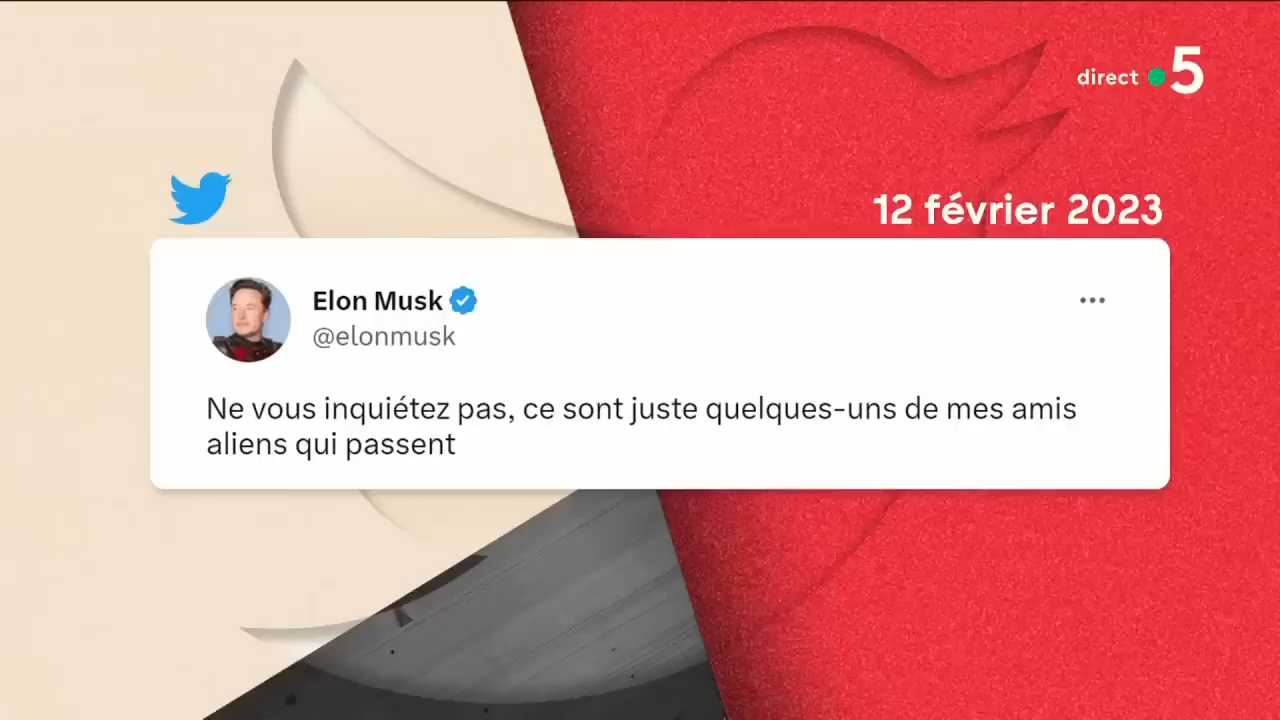 direct 5
12 février 2023
Elon Musk
@elonmusk
Ne vous inquiétez pas, ce sont juste quelques-uns de mes amis
aliens qui passent